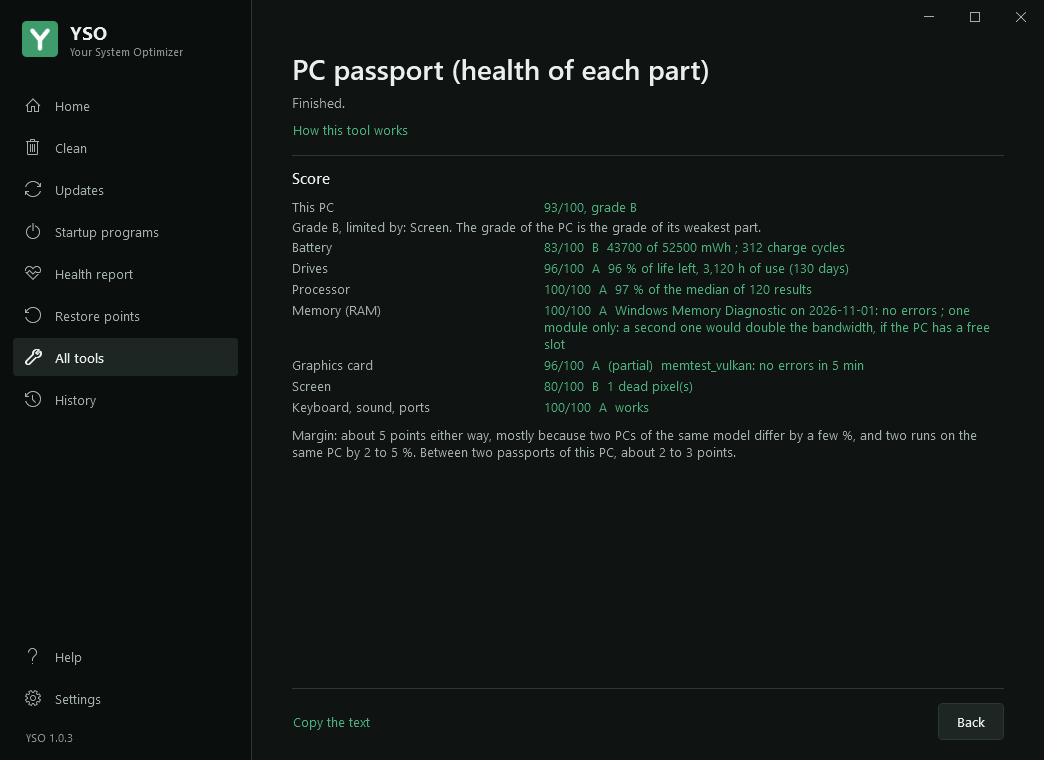 YSO
Your System Optimizer
Home
Clean
Updates
Startup programs
Health report
Restore points
All tools
History
Help
Settings
YSO 1.0.3
PC passport (health of each part)
Finished.
How this tool works
Score
This PC 93/100, grade B
Grade B, limited by: Screen. The grade of the PC is the grade of its weakest part.
Battery 83/100 B 43700 of 52500 mWh ; 312 charge cycles
Drives 96/100 A 96 % of life left, 3,120 h of use (130 days)
Processor 100/100 A 97 % of the median of 120 results
Memory (RAM) 100/100 A Windows Memory Diagnostic on 2026-11-01: no errors ; one
module only: a second one would double the bandwidth, if the PC has a free
slot
Graphics card 96/100 A (partial) memtest_vulkan: no errors in 5 min
Screen 80/100 B 1 dead pixel(s)
Keyboard, sound, ports 100/100 A works
Margin: about 5 points either way, mostly because two PCs of the same model differ by a few %, and two runs on the
same PC by 2 to 5 %. Between two passports of this PC, about 2 to 3 points.
Copy the text
Back